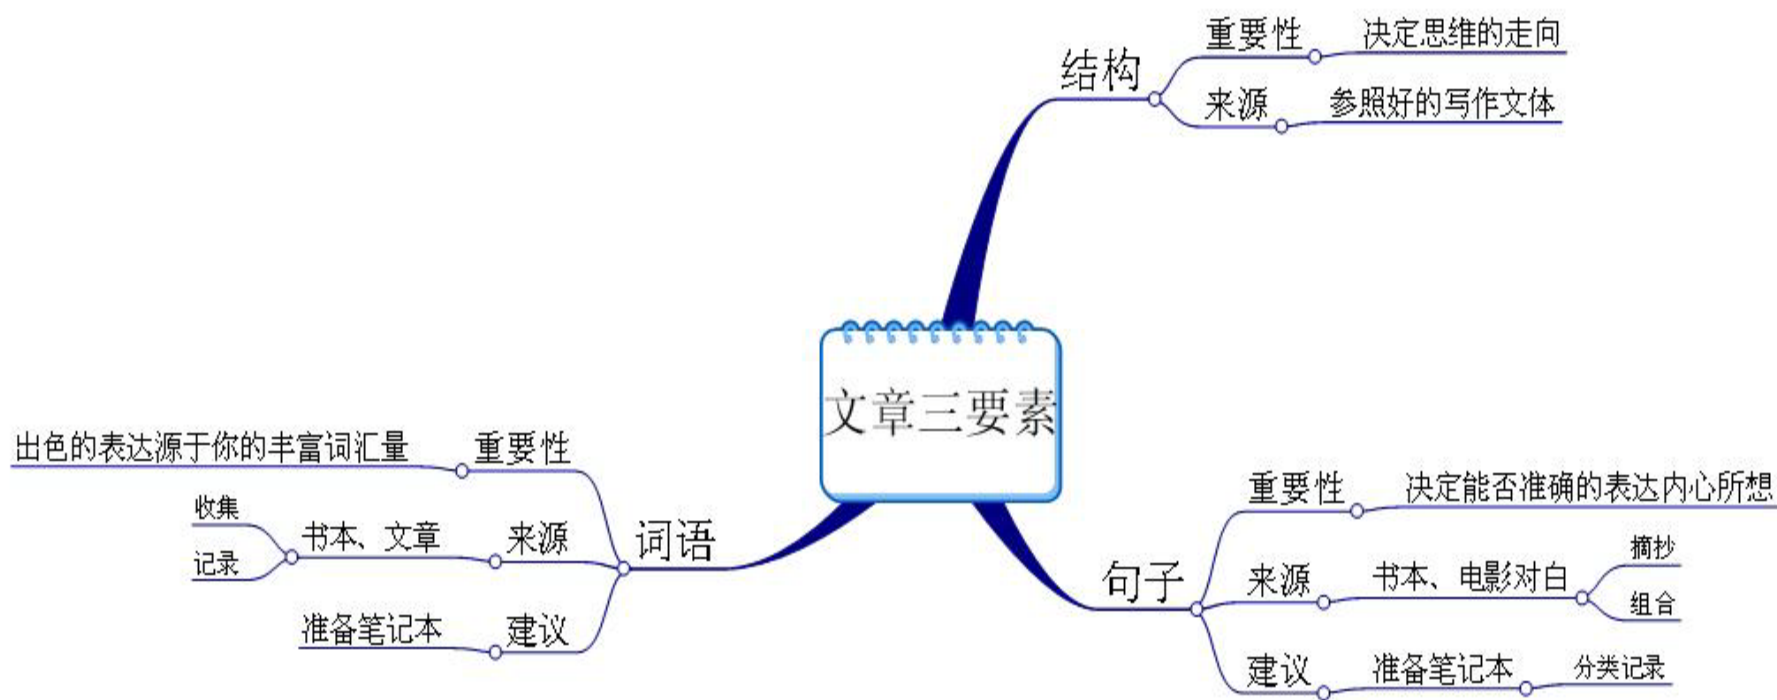 文章三要素
结构
重要性
决定思维的走向
来源
参照好的写作文体
句子
重要性
决定能否准确的表达内心所想
来源
书本、电影对白
摘抄
组合
建议
准备笔记本
分类记录
词语
重要性
出色的表达源于你的丰富词汇量
来源
书本、文章
收集
记录
建议
准备笔记本